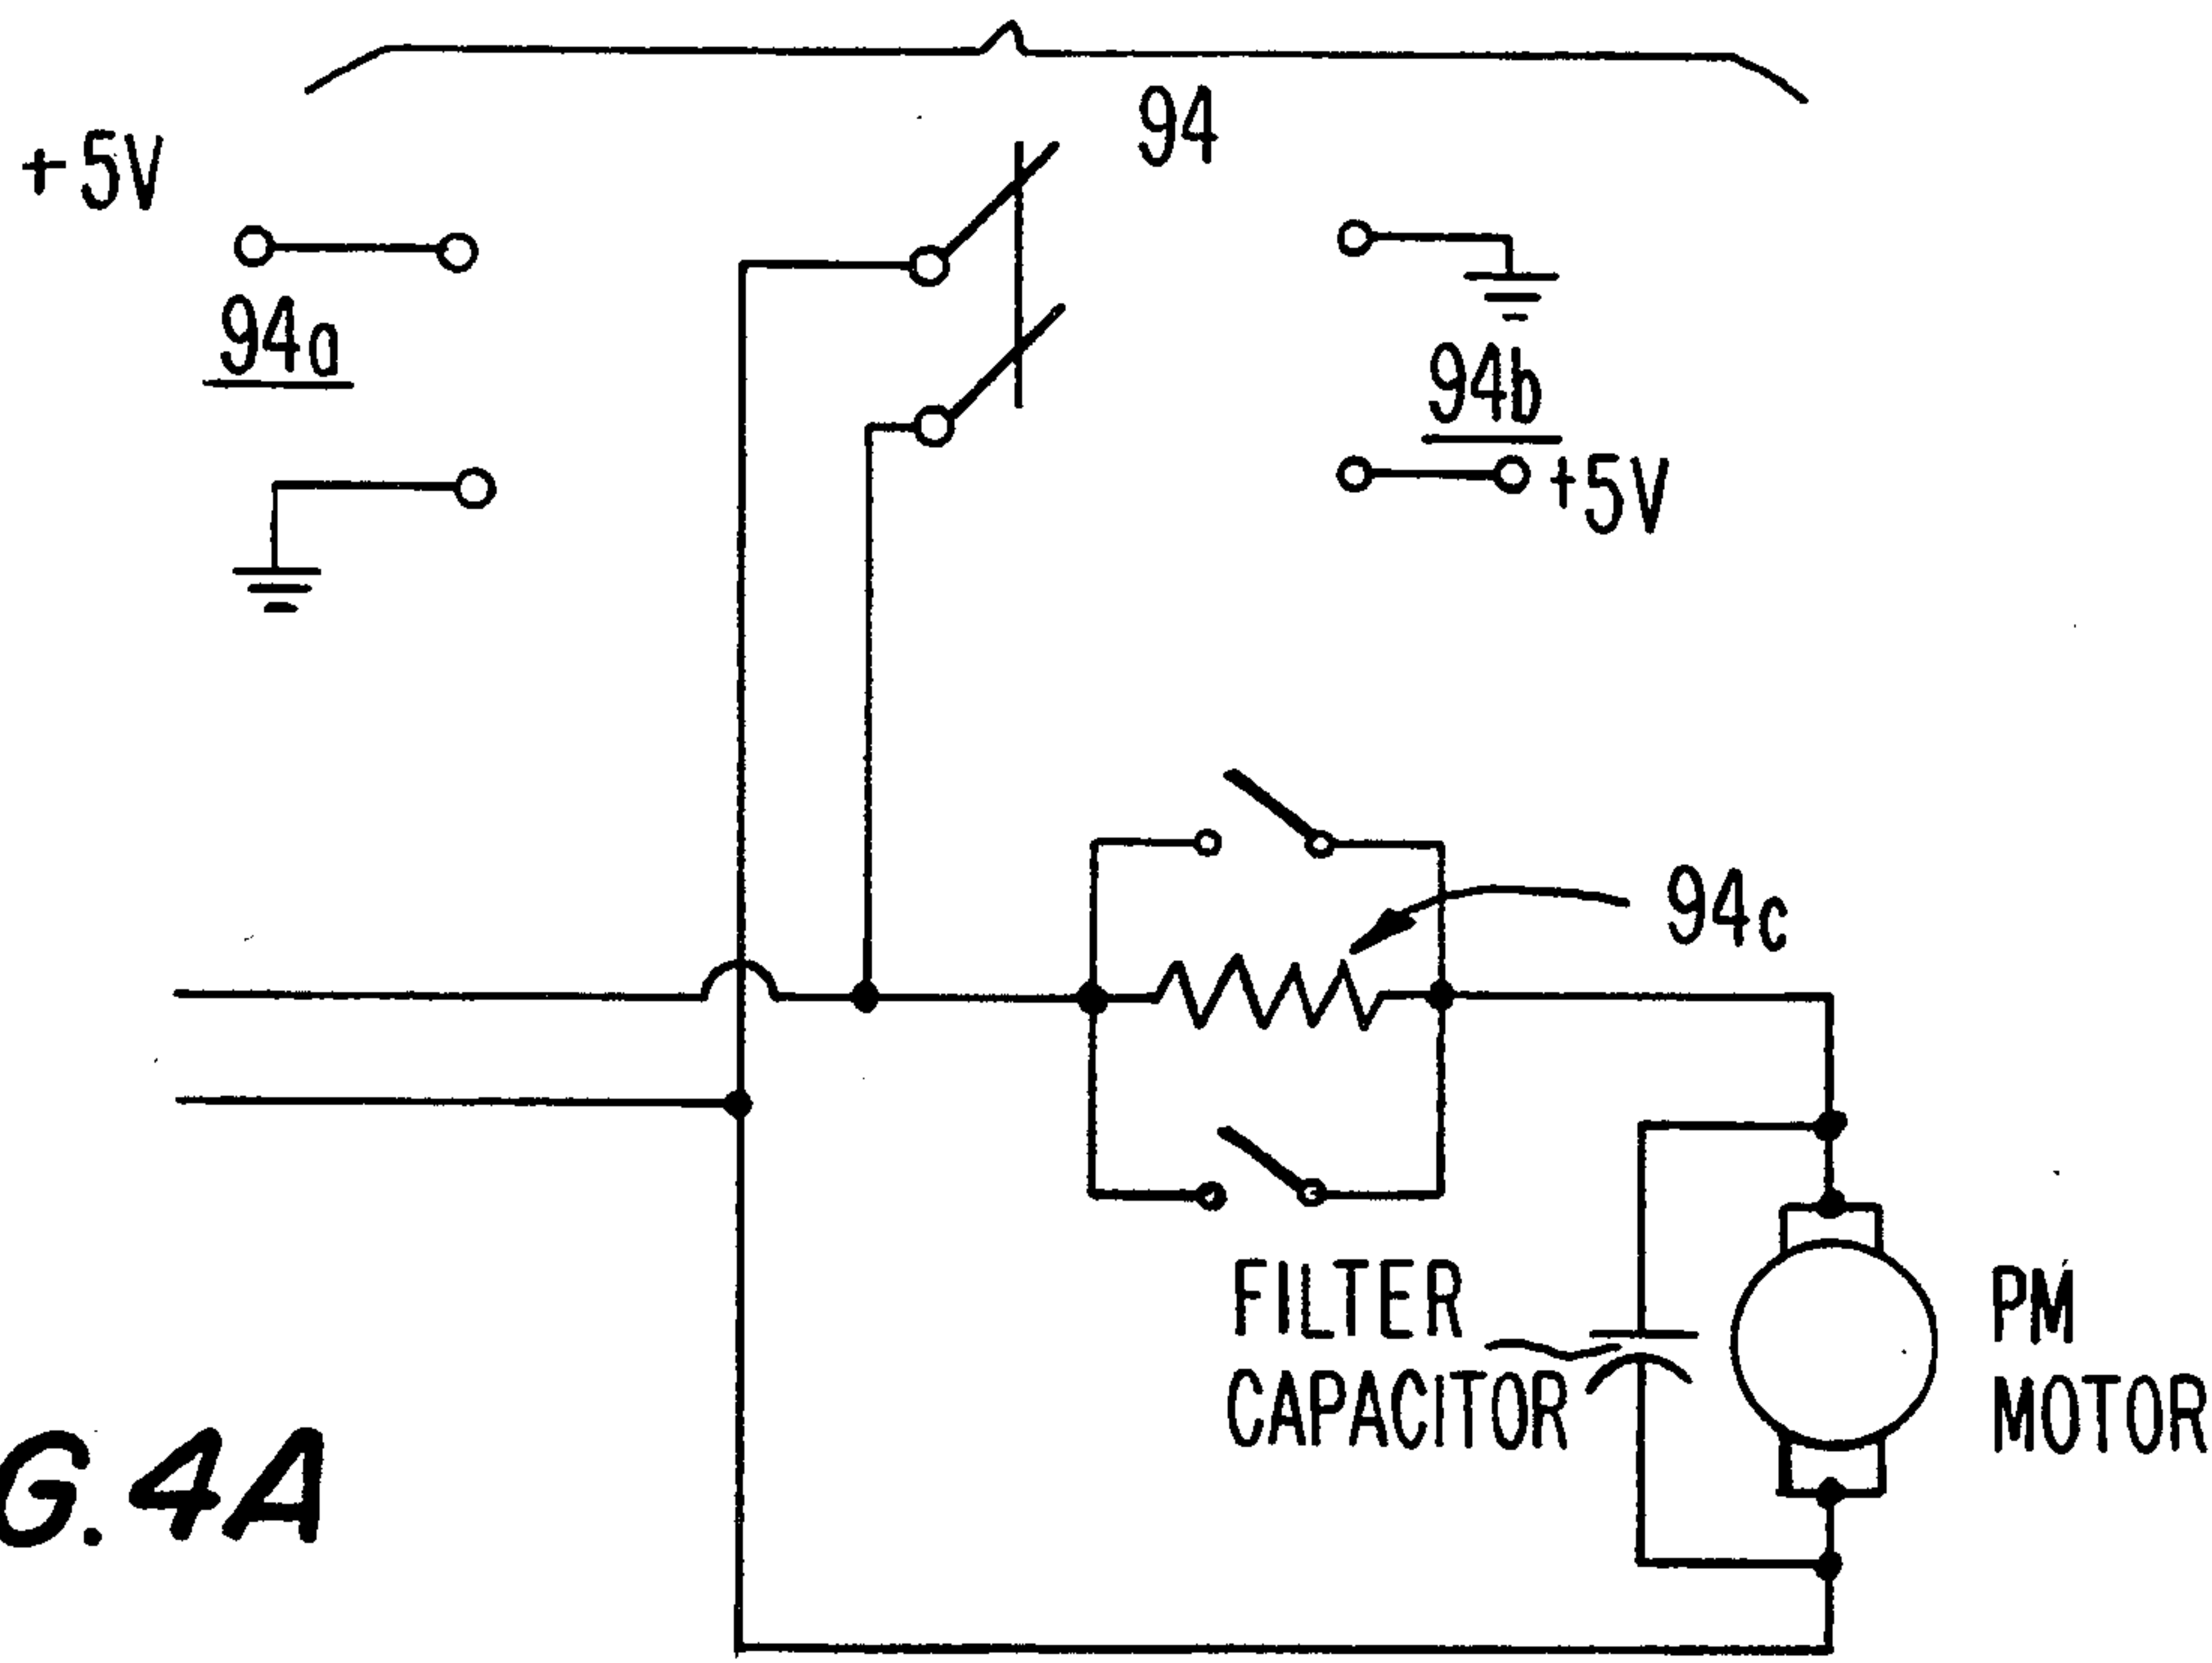 94
+5V
94a
94b
+5V
94c
FILTER
CAPACITOR
PM
MOTOR
G. 4A